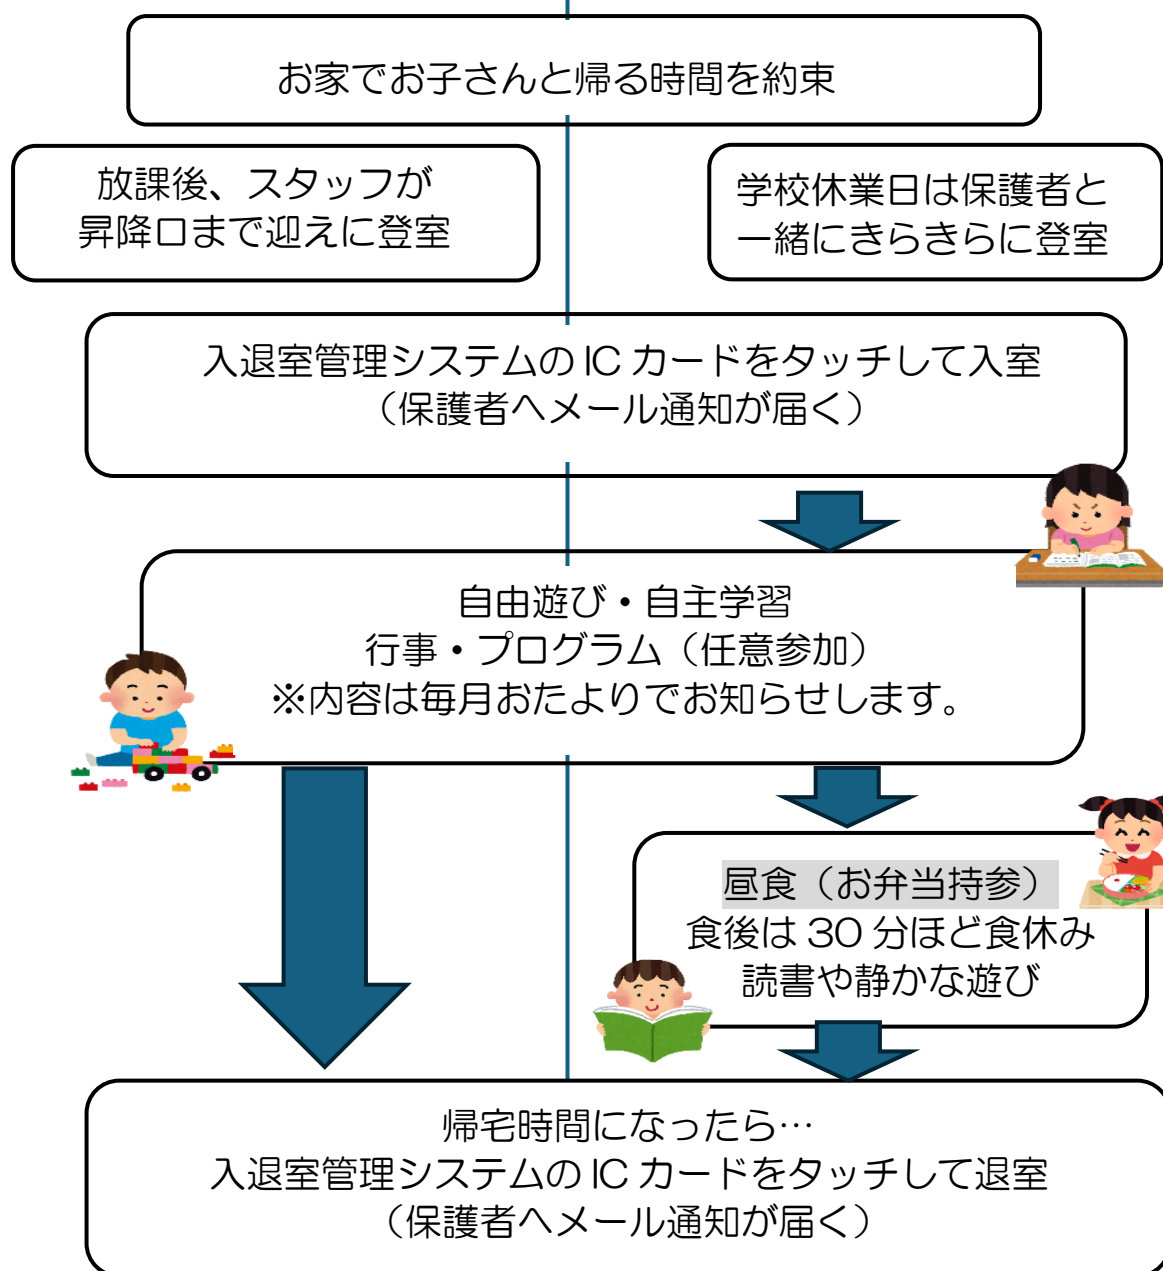 お家でお子さんと帰る時間を約束
放課後、スタッフが
昇降口まで迎えに登室
学校休業日は保護者と
一緒にきらきらに登室
入退室管理システムの IC カードをタッチして入室
（保護者へメール通知が届く）
自由遊び・自主学習
行事・プログラム（任意参加）
※内容は毎月おたよりでお知らせします。
昼食（お弁当持参）
食後は 30 分ほど食休み
読書や静かな遊び
帰宅時間になったら…
入退室管理システムの IC カードをタッチして退室
（保護者へメール通知が届く）